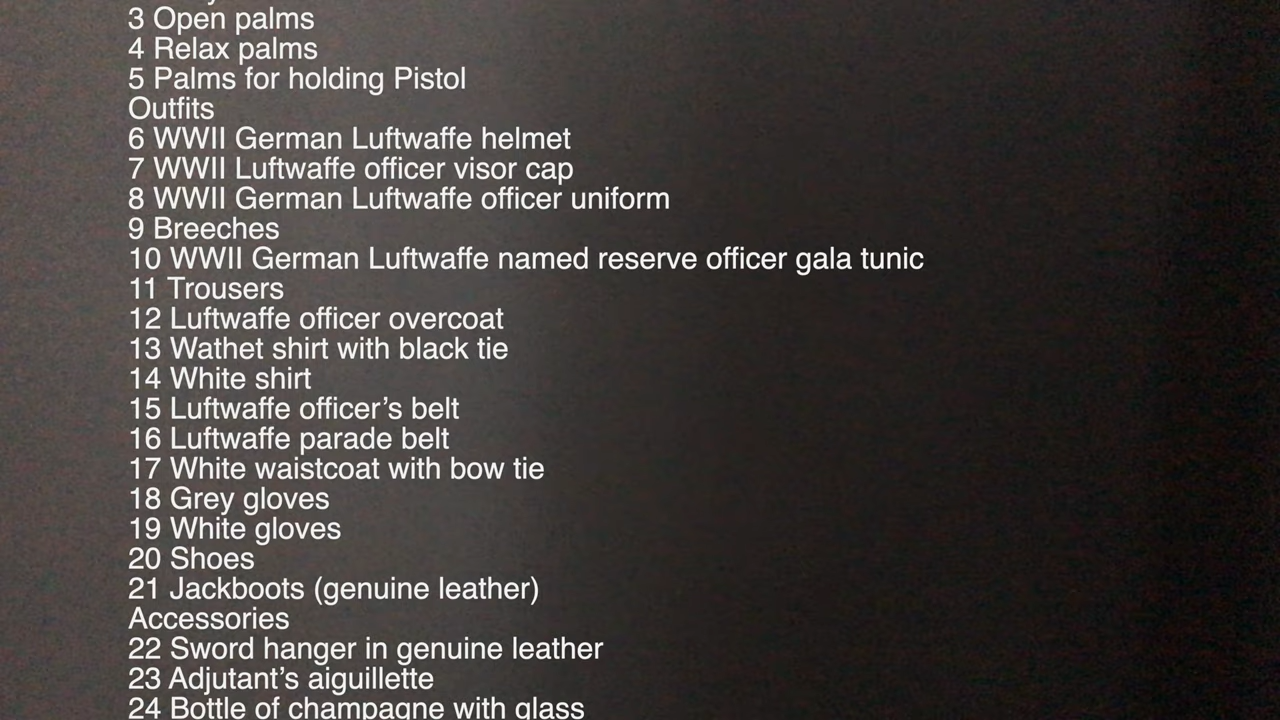 3 Open palms
4 Relax palms
5 Palms for holding Pistol
Outfits
6 WWII German Luftwaffe helmet
7 WWII Luftwaffe officer visor cap
8 WWII German Luftwaffe officer uniform
9 Breeches
10 WWII German Luftwaffe named reserve officer gala tunic
11 Trousers
12 Luftwaffe officer overcoat
13 Wathet shirt with black tie
14 White shirt
15 Luftwaffe officer’s belt
16 Luftwaffe parade belt
17 White waistcoat with bow tie
18 Grey gloves
19 White gloves
20 Shoes
21 Jackboots (genuine leather)
Accessories
22 Sword hanger in genuine leather
23 Adjutant’s aiguillette
24 Bottle of champagne with glass